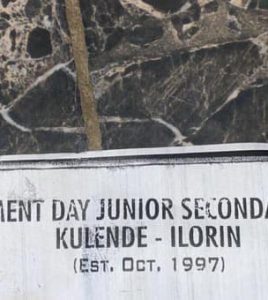 MENT DAY JUNIOR SECONDA
KULENDE - ILORIN
(EST. OCT, 1997)